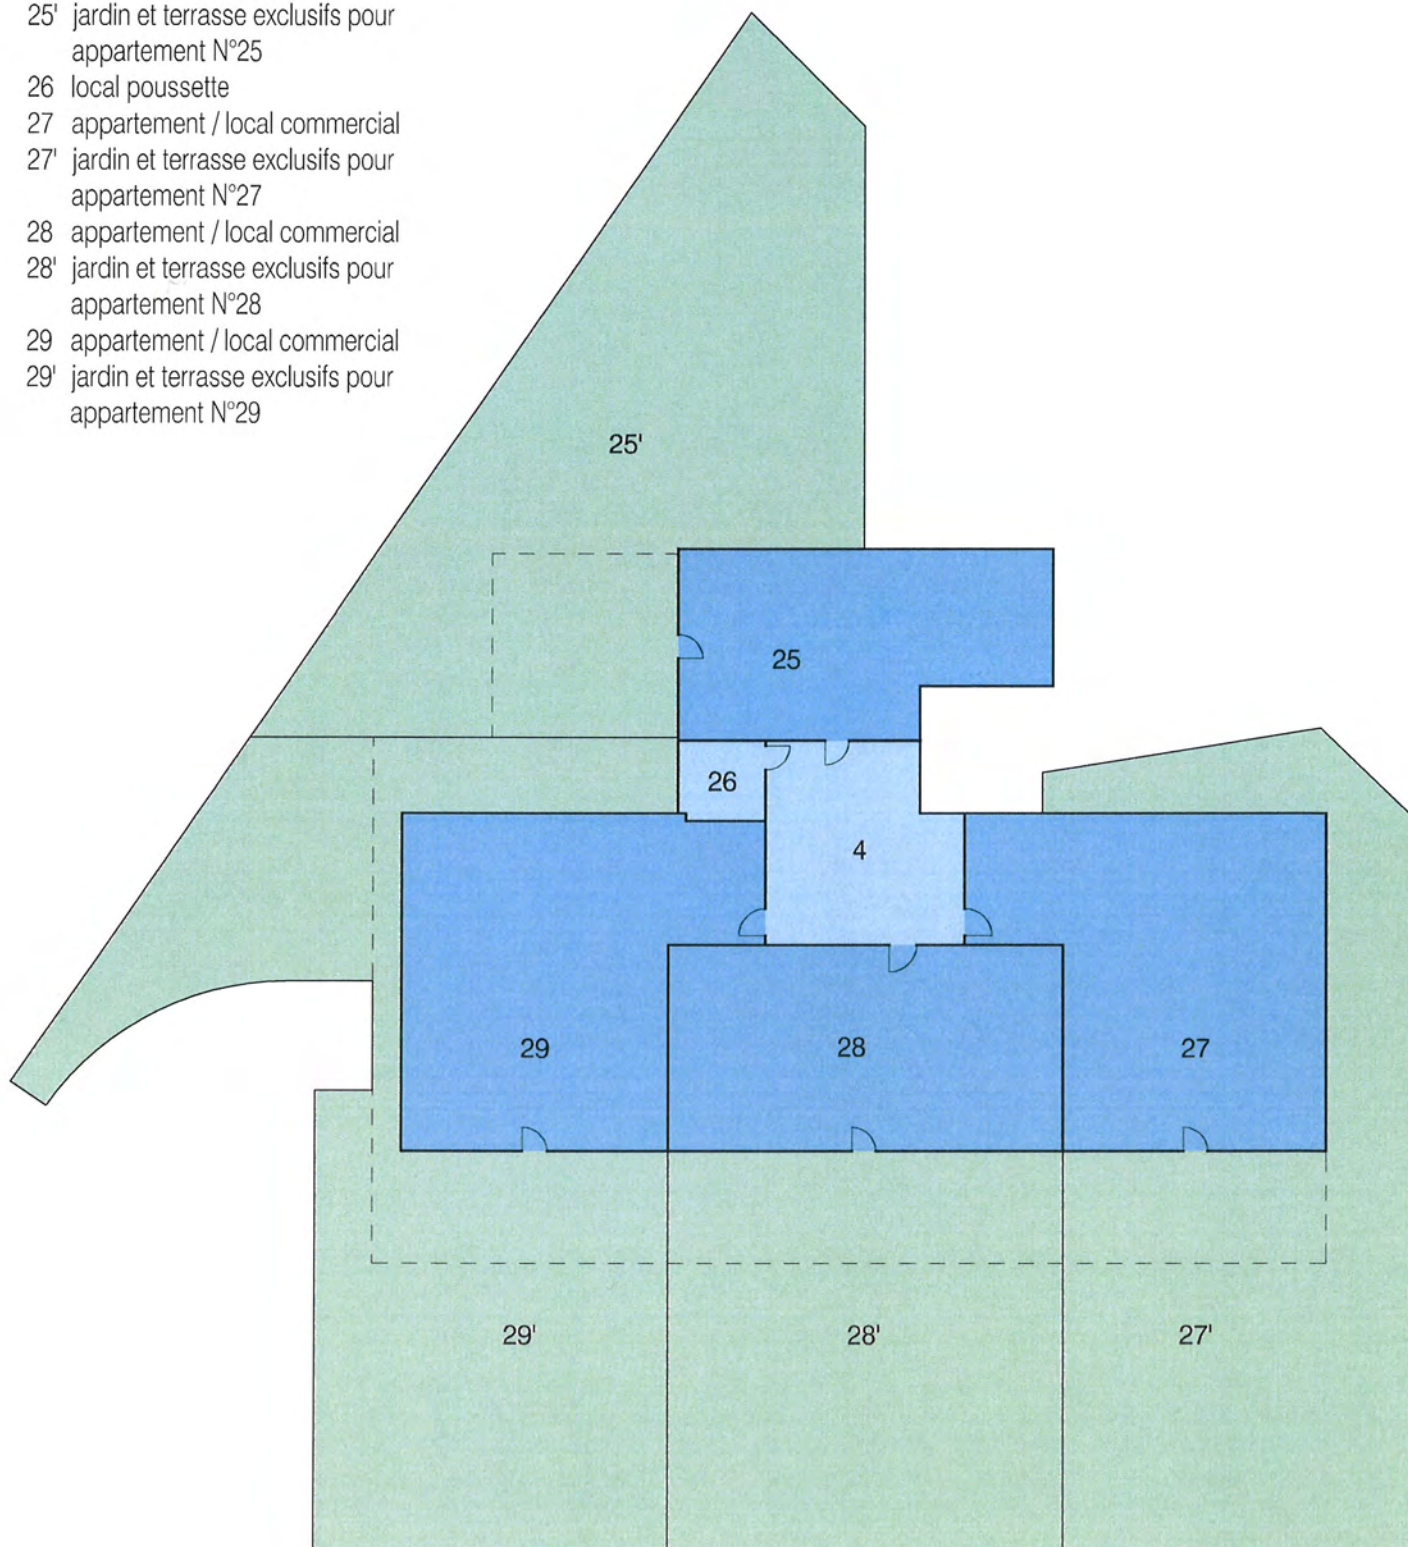 25' jardin et terrasse exclusifs pour
appartement N°25
26 local poussette
27 appartement / local commercial
27' jardin et terrasse exclusifs pour
appartement N°27
28 appartement / local commercial
28' jardin et terrasse exclusifs pour
appartement N°28
29 appartement / local commercial
29' jardin et terrasse exclusifs pour
appartement N°29
25'
25
26
4
29
28
27
29'
28'
27'